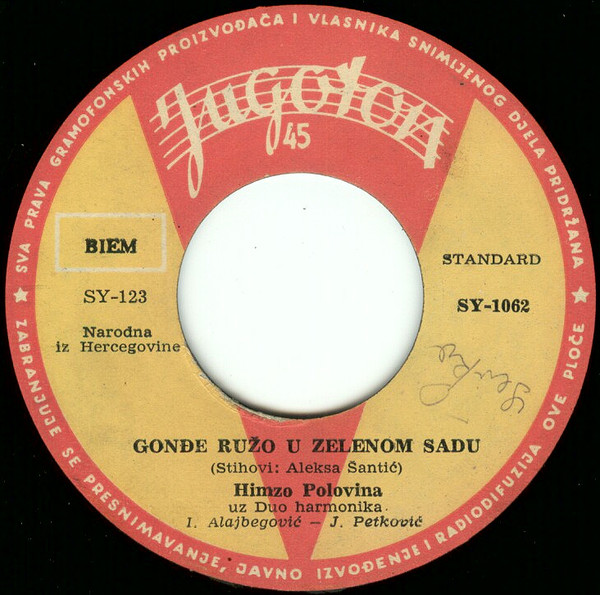 SVA PRAVA GRAMOFONSKIH PROIZVOĐAČA I VLASNIKA SNIMLJENOG DJELA PRIDRŽANA
Jugoton
45
BIEM
STANDARD
SY-123
SY-1062
Narodna
iz Hercegovine
GONĐE RUŽO U ZELENOM SADU
(Stihovi: Aleksa Šantić)
Himzo Polovina
uz Duo harmonika
I. Alajbegović – J. Petković
ZABRANJUJE SE PRESNIMAVANJE, JAVNO IZVOĐENJE I RADIODIFUZIJA OVE PLOČE